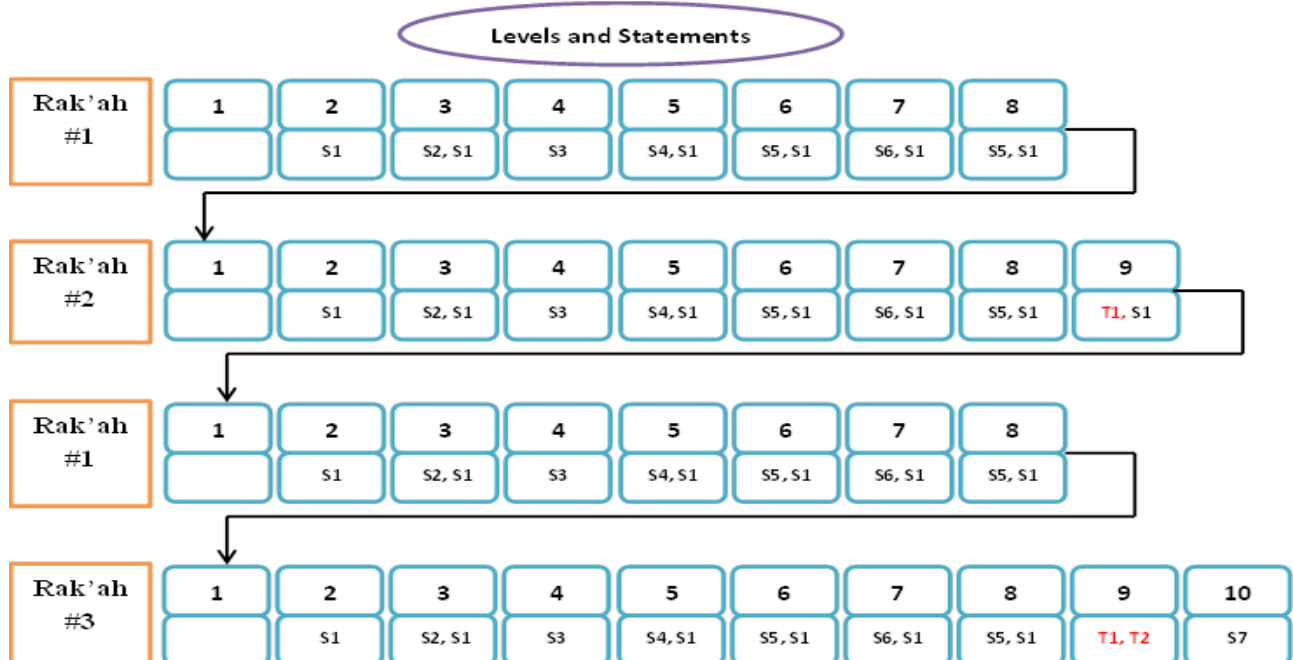 Levels and Statements
Rak’ah #1
1 2 3 4 5 6 7 8
S1 S2, S1 S3 S4, S1 S5, S1 S6, S1 S5, S1
Rak’ah #2
1 2 3 4 5 6 7 8 9
S1 S2, S1 S3 S4, S1 S5, S1 S6, S1 S5, S1 T1, S1
Rak’ah #1
1 2 3 4 5 6 7 8
S1 S2, S1 S3 S4, S1 S5, S1 S6, S1 S5, S1
Rak’ah #3
1 2 3 4 5 6 7 8 9 10
S1 S2, S1 S3 S4, S1 S5, S1 S6, S1 S5, S1 T1, T2 S7